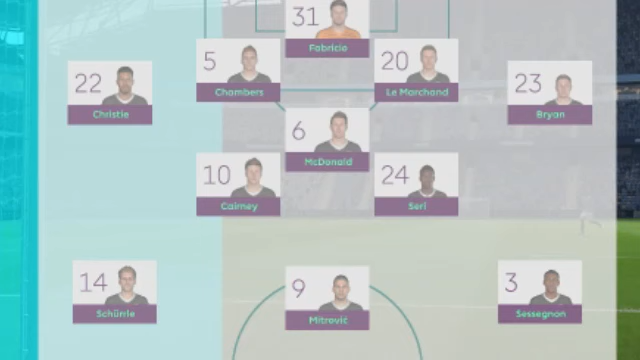 31
Fabricio
5
Chambers
20
Le Marchand
22
Christie
23
Bryan
6
McDonald
10
Cairney
24
Seri
14
Schürrle
9
Mitrović
3
Sessegnon